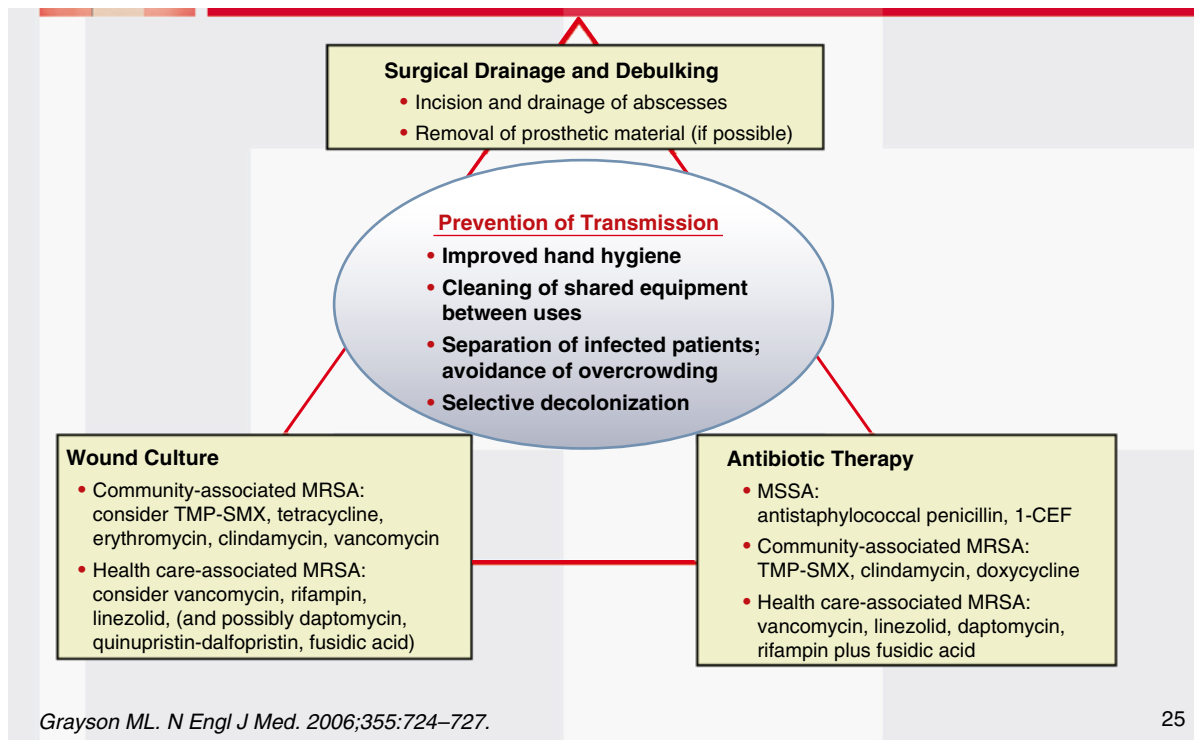 Surgical Drainage and Debulking
• Incision and drainage of abscesses
• Removal of prosthetic material (if possible)
Prevention of Transmission
• Improved hand hygiene
• Cleaning of shared equipment
between uses
• Separation of infected patients;
avoidance of overcrowding
• Selective decolonization
Wound Culture
• Community-associated MRSA:
consider TMP-SMX, tetracycline,
erythromycin, clindamycin, vancomycin
• Health care-associated MRSA:
consider vancomycin, rifampin,
linezolid, (and possibly daptomycin,
quinupristin-dalfopristin, fusidic acid)
Antibiotic Therapy
• MSSA:
antistaphylococcal penicillin, 1-CEF
• Community-associated MRSA:
TMP-SMX, clindamycin, doxycycline
• Health care-associated MRSA:
vancomycin, linezolid, daptomycin,
rifampin plus fusidic acid
Grayson ML. N Engl J Med. 2006;355:724–727.
25